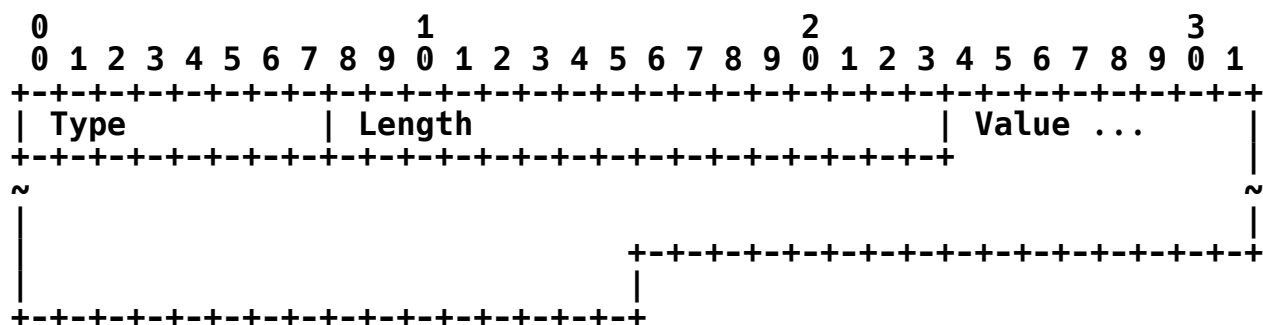 0                   1                   2                   3
 0 1 2 3 4 5 6 7 8 9 0 1 2 3 4 5 6 7 8 9 0 1 2 3 4 5 6 7 8 9 0 1
+-+-+-+-+-+-+-+-+-+-+-+-+-+-+-+-+-+-+-+-+-+-+-+-+-+-+-+-+-+-+-+-+
| Type          | Length                        | Value ...     |
+-+-+-+-+-+-+-+-+-+-+-+-+-+-+-+-+-+-+-+-+-+-+-+-+               |
~                                                               ~
|                                                               |
|                               +-+-+-+-+-+-+-+-+-+-+-+-+-+-+-+-+
|                               |
+-+-+-+-+-+-+-+-+-+-+-+-+-+-+-+-+